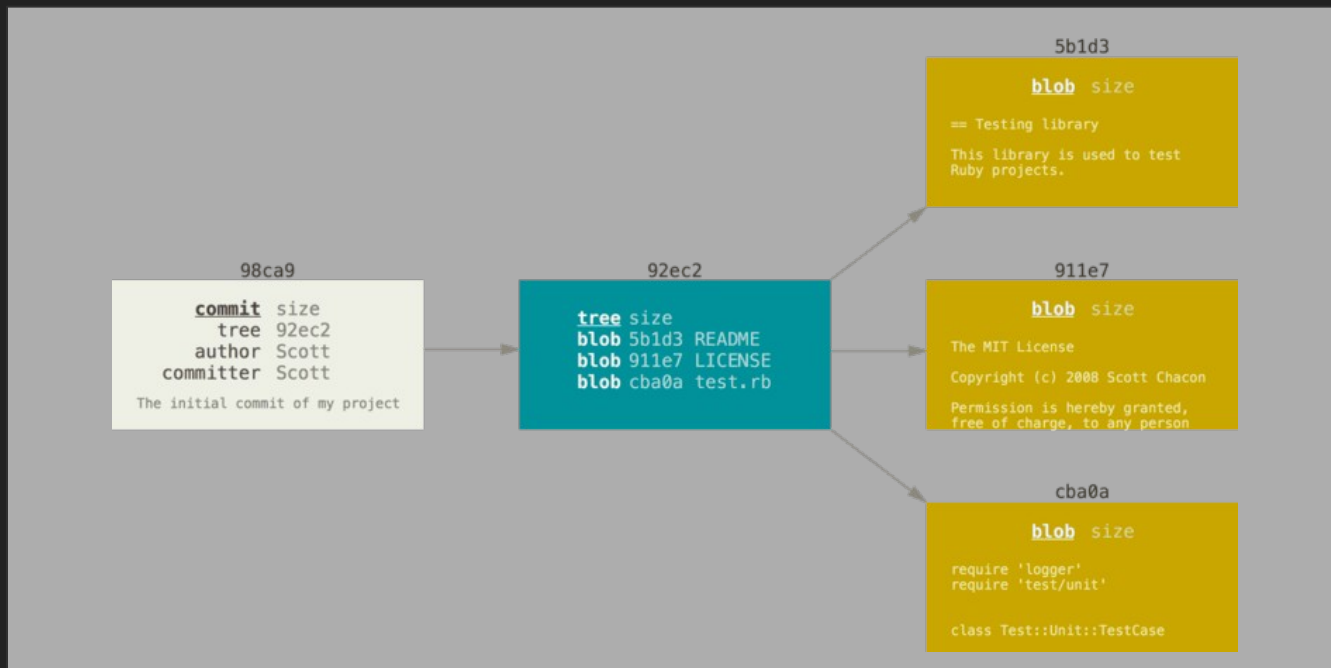 98ca9
commit size
tree 92ec2
author Scott
committer Scott
The initial commit of my project
92ec2
tree size
blob 5b1d3 README
blob 911e7 LICENSE
blob cba0a test.rb
5b1d3
blob size
== Testing library
This library is used to test
Ruby projects.
911e7
blob size
The MIT License
Copyright (c) 2008 Scott Chacon
Permission is hereby granted,
free of charge, to any person
cba0a
blob size
require 'logger'
require 'test/unit'
class Test::Unit::TestCase